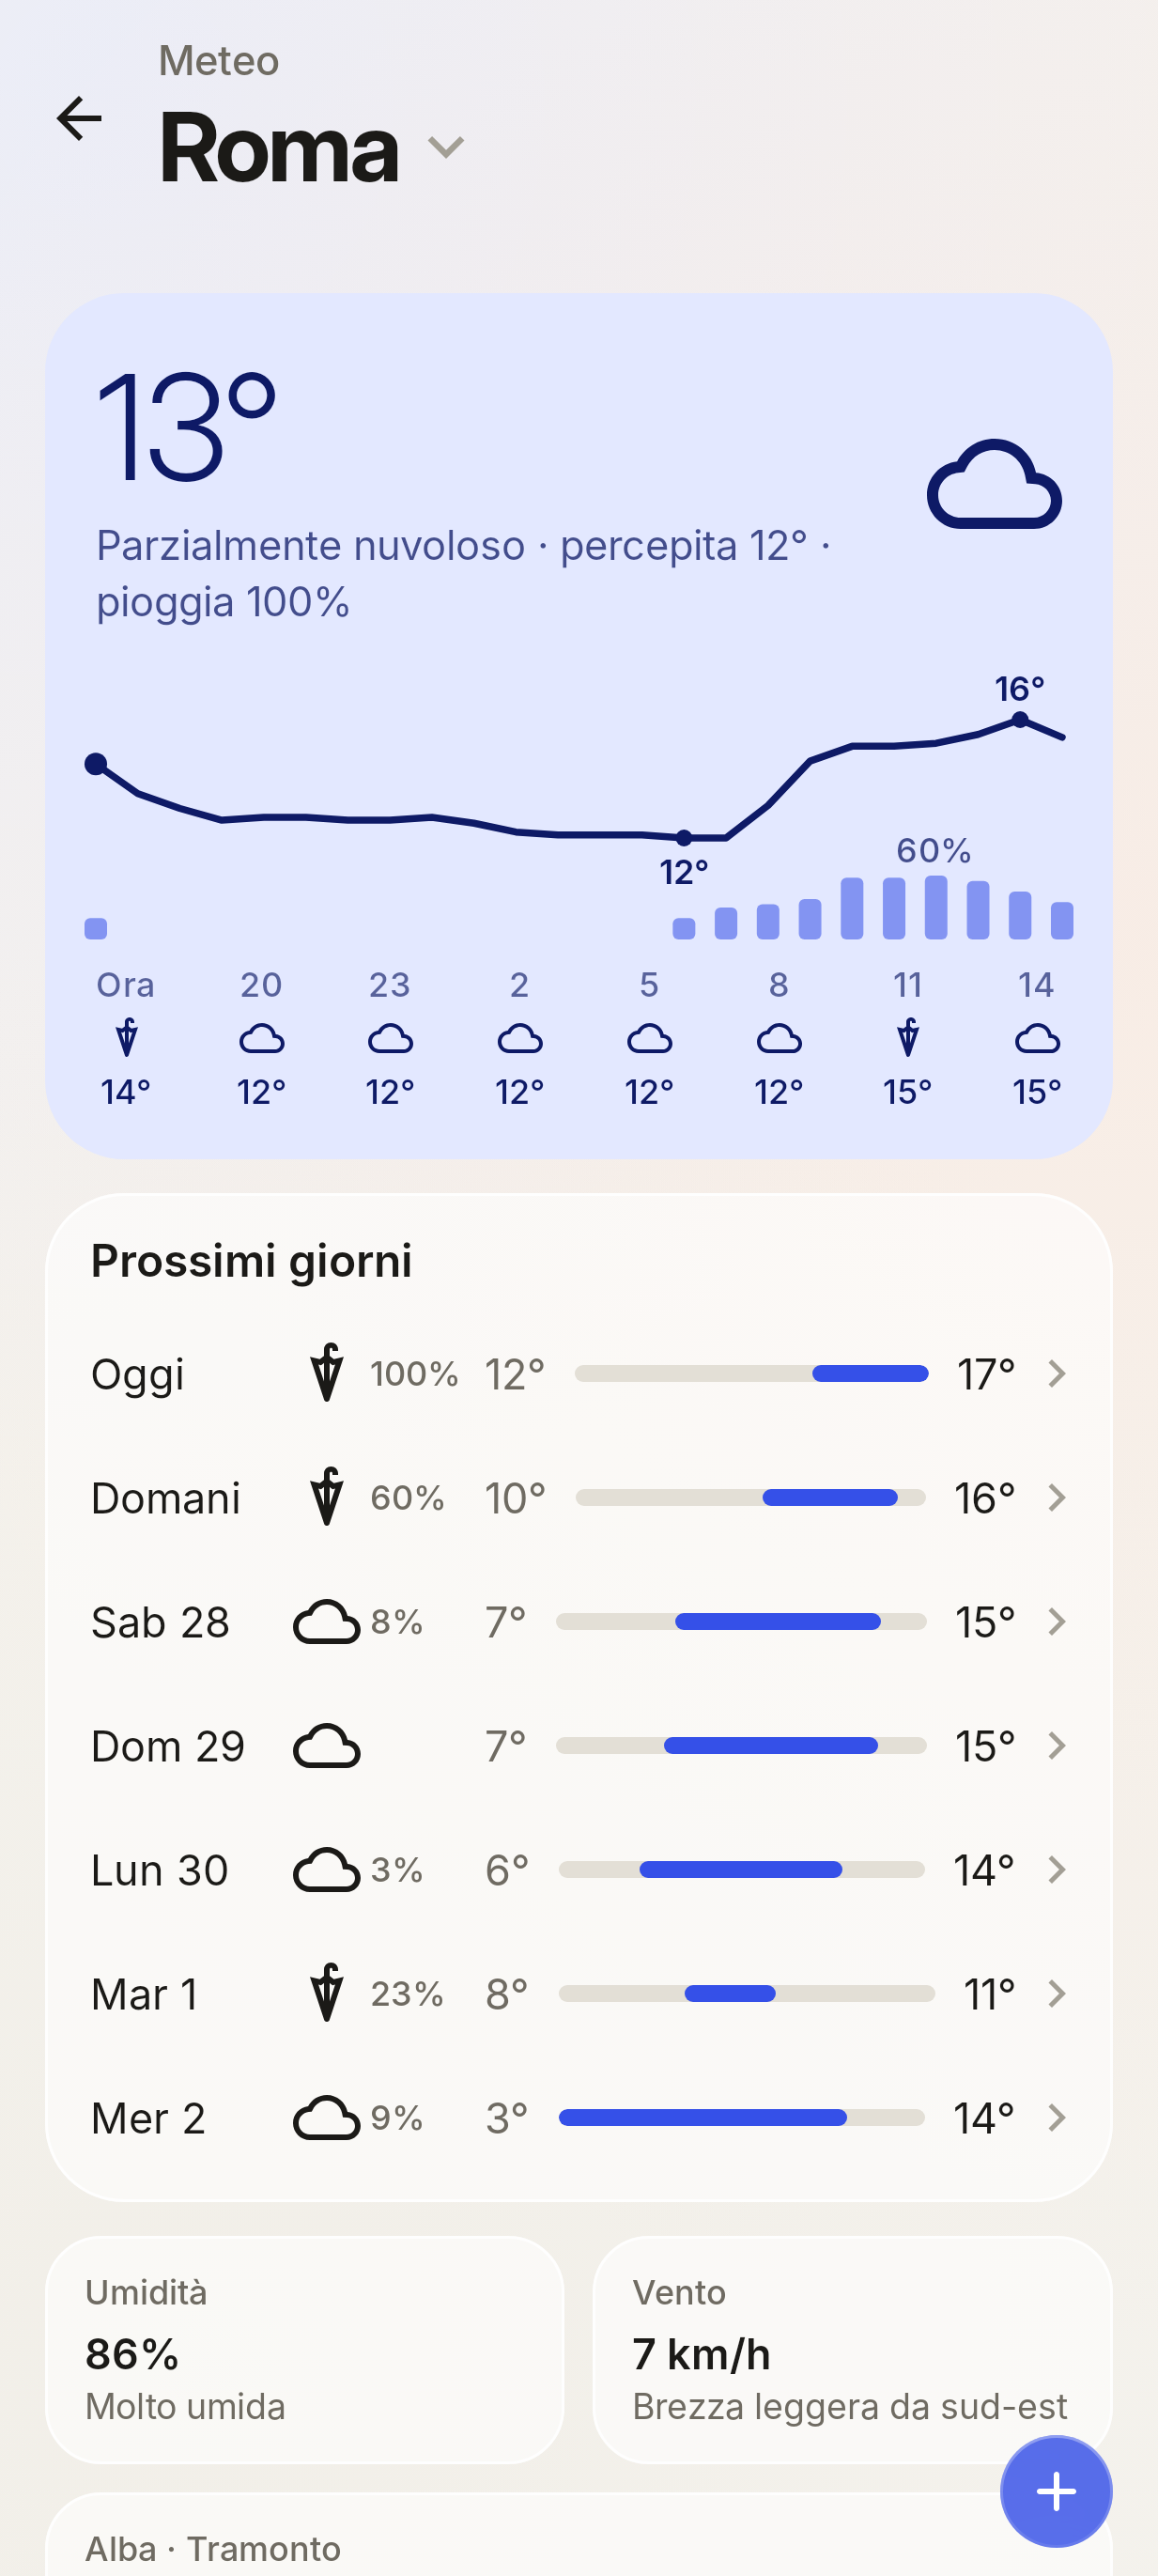 Meteo
Roma
13°
Parzialmente nuvoloso · percepita 12° ·
pioggia 100%
16°
12°
60%
Ora 20 23 2 5 8 11 14
14° 12° 12° 12° 12° 12° 15° 15°
Prossimi giorni
Oggi 100% 12° 17°
Domani 60% 10° 16°
Sab 28 8% 7° 15°
Dom 29 7° 15°
Lun 30 3% 6° 14°
Mar 1 23% 8° 11°
Mer 2 9% 3° 14°
Umidità
86%
Molto umida
Vento
7 km/h
Brezza leggera da sud-est
Alba · Tramonto